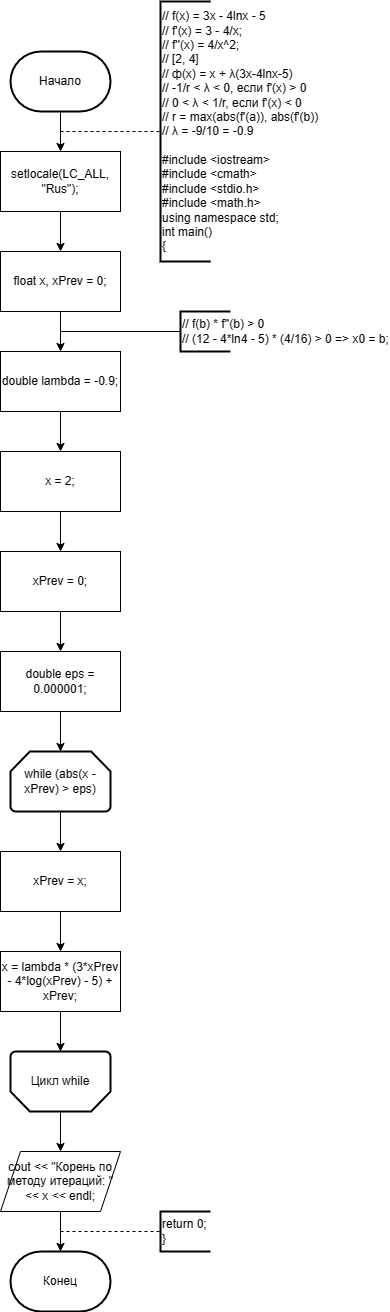 // f(x) = 3x - 4lnx - 5
// f'(x) = 3 - 4/x;
// f''(x) = 4/x^2;
// [2, 4]
// ф(x) = x + λ(3x-4lnx-5)
// -1/r < λ < 0, если f'(x) > 0
// 0 < λ < 1/r, если f'(x) < 0
// r = max(abs(f'(a)), abs(f'(b))
// λ = -9/10 = -0.9
#include <iostream>
#include <cmath>
#include <stdio.h>
#include <math.h>
using namespace std;
int main()
{
Начало
setlocale(LC_ALL,
"Rus");
float x, xPrev = 0;
// f(b) * f''(b) > 0
// (12 - 4*ln4 - 5) * (4/16) > 0 => x0 = b;
double lambda = -0.9;
x = 2;
xPrev = 0;
double eps =
0.000001;
while (abs(x -
xPrev) > eps)
xPrev = x;
x = lambda * (3*xPrev
- 4*log(xPrev) - 5) +
xPrev;
Цикл while
cout << "Корень по
методу итераций: "
<< x << endl;
return 0;
}
Конец